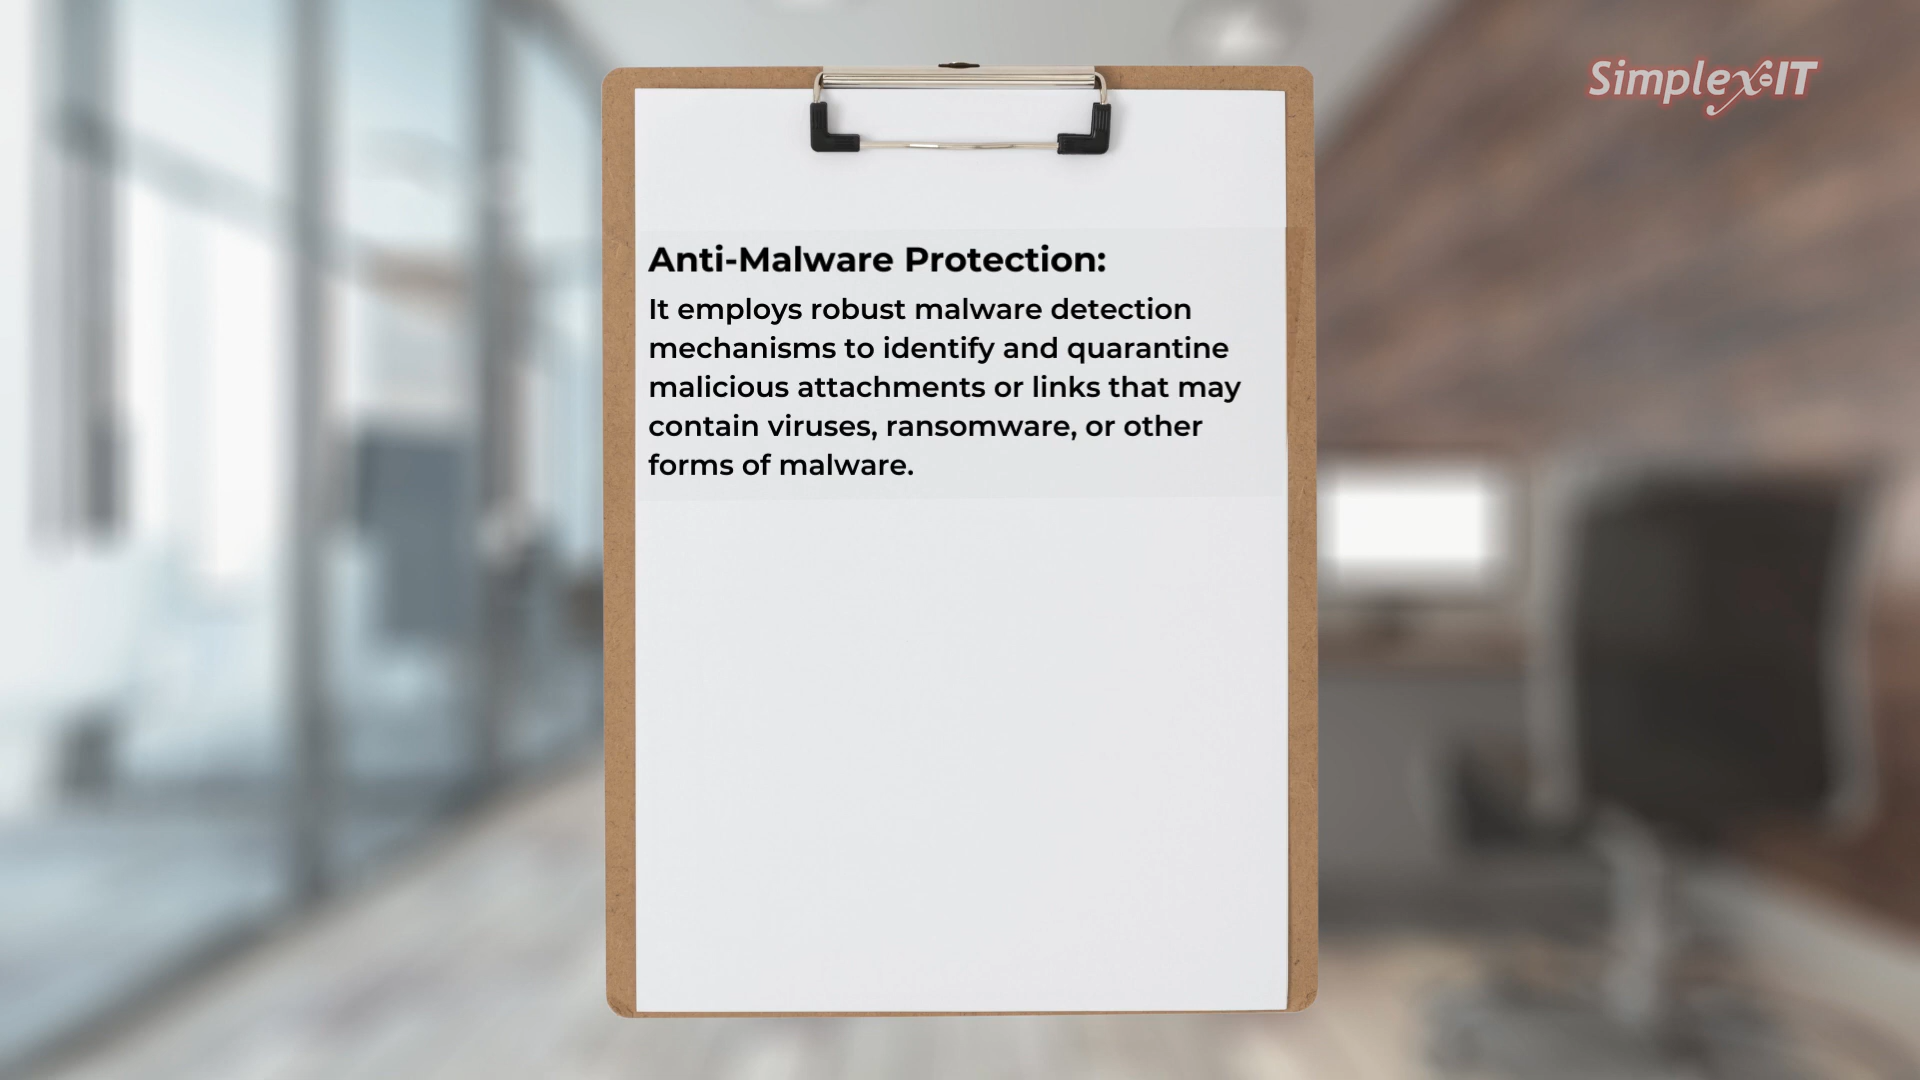 Simplex-IT
Anti-Malware Protection:
It employs robust malware detection
mechanisms to identify and quarantine
malicious attachments or links that may
contain viruses, ransomware, or other
forms of malware.